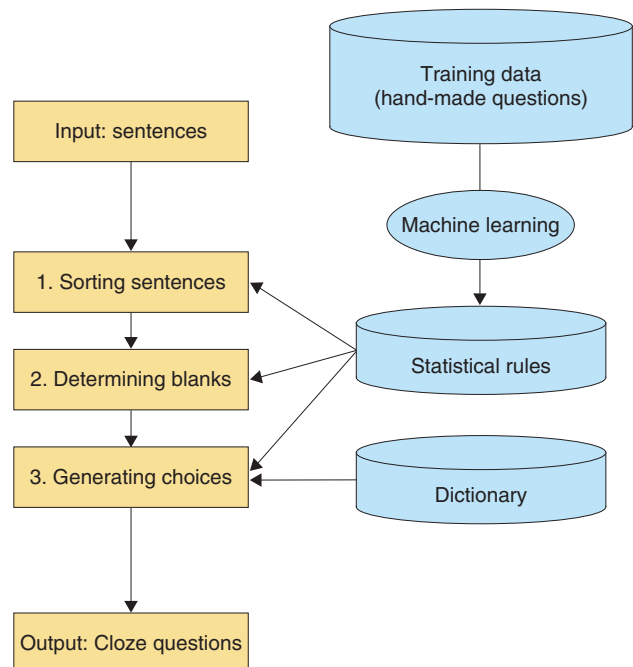 Training data
(hand-made questions)
Input: sentences
Machine learning
1. Sorting sentences
Statistical rules
2. Determining blanks
3. Generating choices
Dictionary
Output: Cloze questions